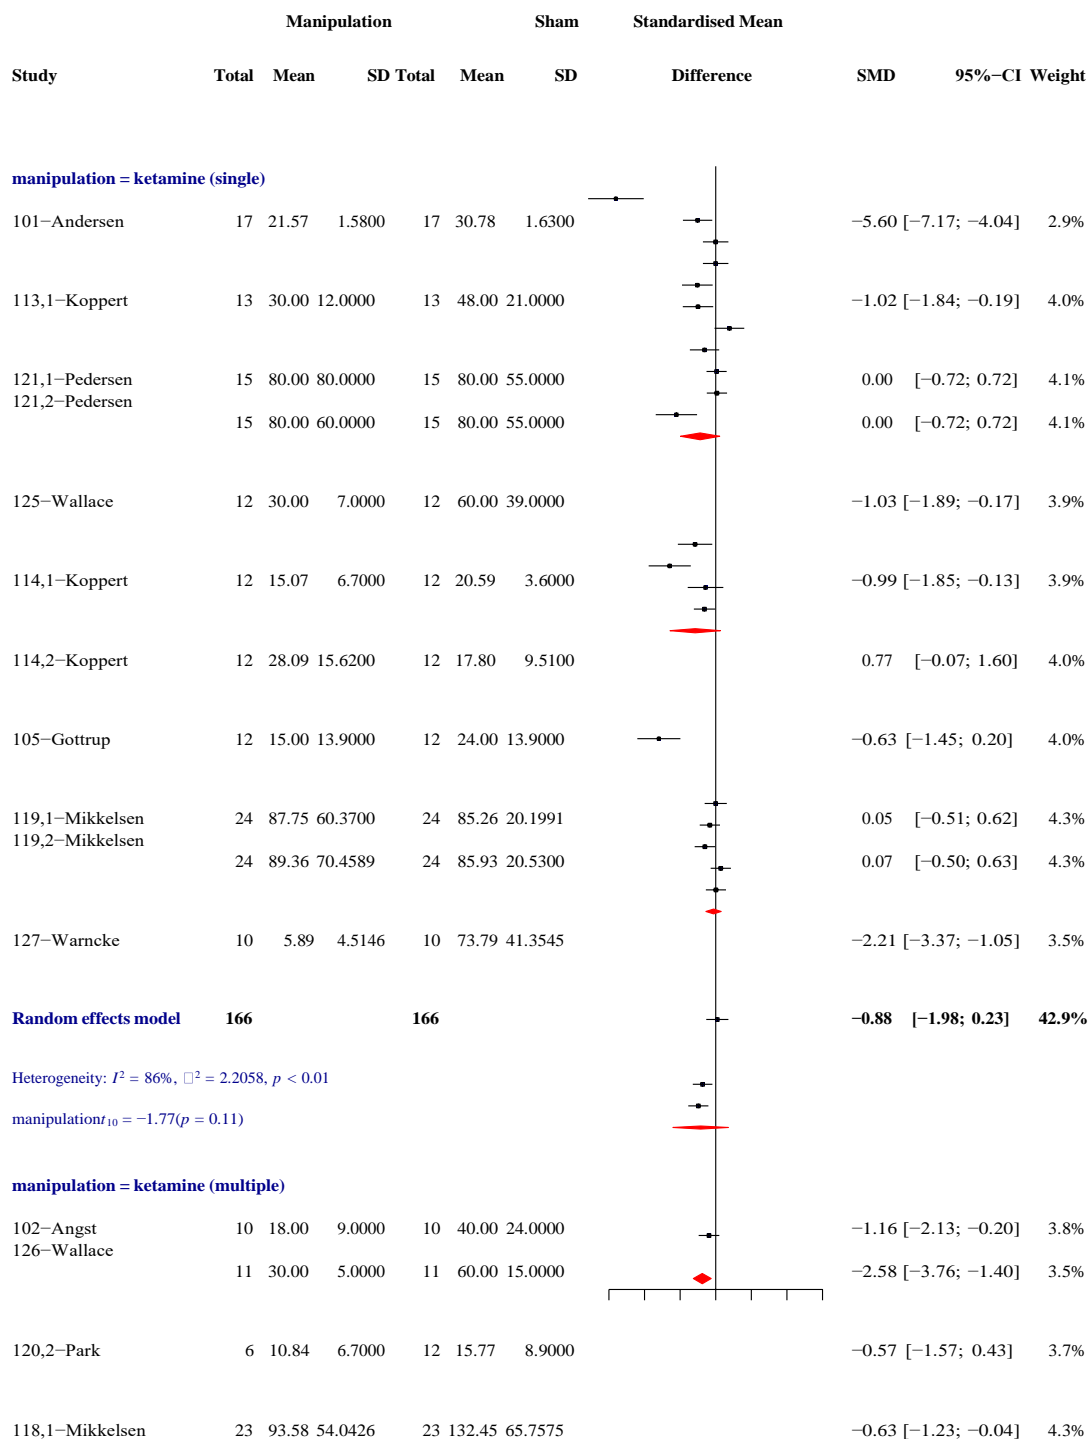 Manipulation Sham Standardised Mean
Study Total Mean SD Total Mean SD Difference SMD 95%−CI Weight
manipulation = ketamine (single)
101−Andersen 17 21.57 1.5800 17 30.78 1.6300 −5.60 [−7.17; −4.04] 2.9%
113,1−Koppert 13 30.00 12.0000 13 48.00 21.0000 −1.02 [−1.84; −0.19] 4.0%
121,1−Pedersen 15 80.00 80.0000 15 80.00 55.0000 0.00 [−0.72; 0.72] 4.1%
121,2−Pedersen
15 80.00 60.0000 15 80.00 55.0000 0.00 [−0.72; 0.72] 4.1%
125−Wallace 12 30.00 7.0000 12 60.00 39.0000 −1.03 [−1.89; −0.17] 3.9%
114,1−Koppert 12 15.07 6.7000 12 20.59 3.6000 −0.99 [−1.85; −0.13] 3.9%
114,2−Koppert 12 28.09 15.6200 12 17.80 9.5100 0.77 [−0.07; 1.60] 4.0%
105−Gottrup 12 15.00 13.9000 12 24.00 13.9000 −0.63 [−1.45; 0.20] 4.0%
119,1−Mikkelsen 24 87.75 60.3700 24 85.26 20.1991 0.05 [−0.51; 0.62] 4.3%
119,2−Mikkelsen
24 89.36 70.4589 24 85.93 20.5300 0.07 [−0.50; 0.63] 4.3%
127−Warncke 10 5.89 4.5146 10 73.79 41.3545 −2.21 [−3.37; −1.05] 3.5%
Random effects model 166 166 −0.88 [−1.98; 0.23] 42.9%
Heterogeneity: I² = 86%, □² = 2.2058, p < 0.01
manipulationt₁₀ = −1.77(p = 0.11)
manipulation = ketamine (multiple)
102−Angst 10 18.00 9.0000 10 40.00 24.0000 −1.16 [−2.13; −0.20] 3.8%
126−Wallace
11 30.00 5.0000 11 60.00 15.0000 −2.58 [−3.76; −1.40] 3.5%
120,2−Park 6 10.84 6.7000 12 15.77 8.9000 −0.57 [−1.57; 0.43] 3.7%
118,1−Mikkelsen 23 93.58 54.0426 23 132.45 65.7575 −0.63 [−1.23; −0.04] 4.3%